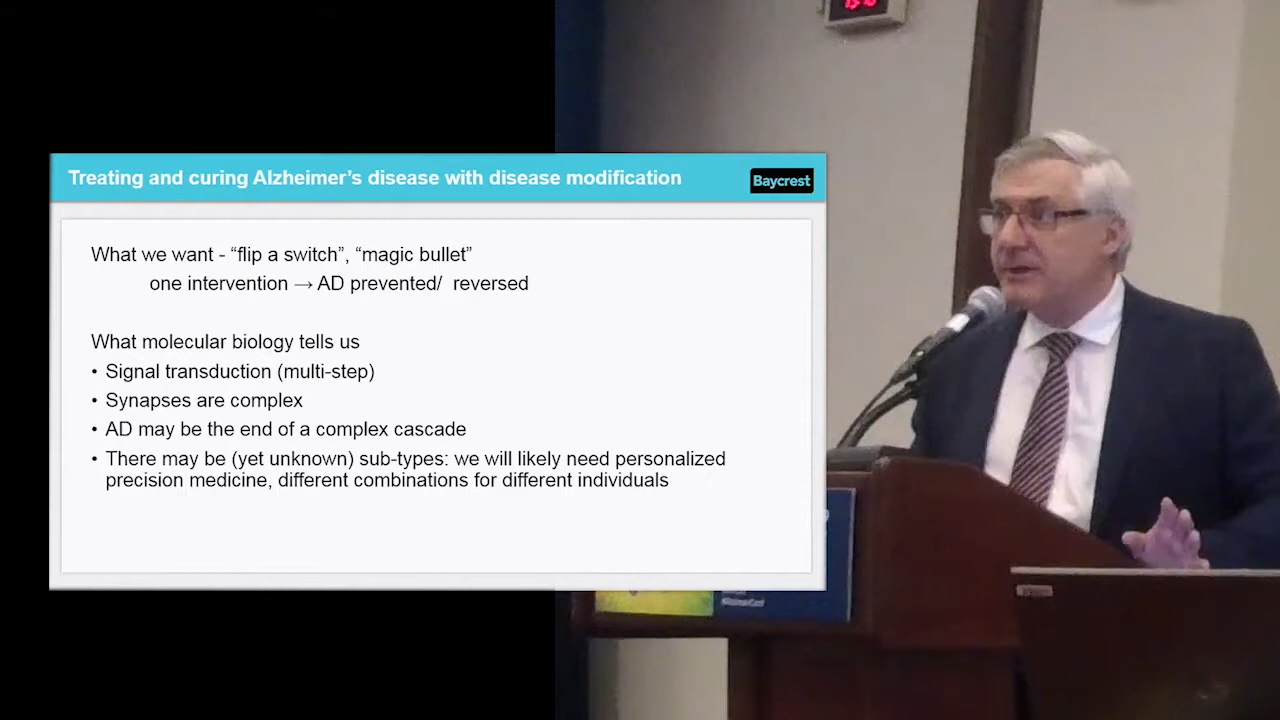 Treating and curing Alzheimer’s disease with disease modification
Baycrest
What we want - “flip a switch”, “magic bullet”
one intervention → AD prevented/ reversed
What molecular biology tells us
• Signal transduction (multi-step)
• Synapses are complex
• AD may be the end of a complex cascade
• There may be (yet unknown) sub-types: we will likely need personalized
precision medicine, different combinations for different individuals